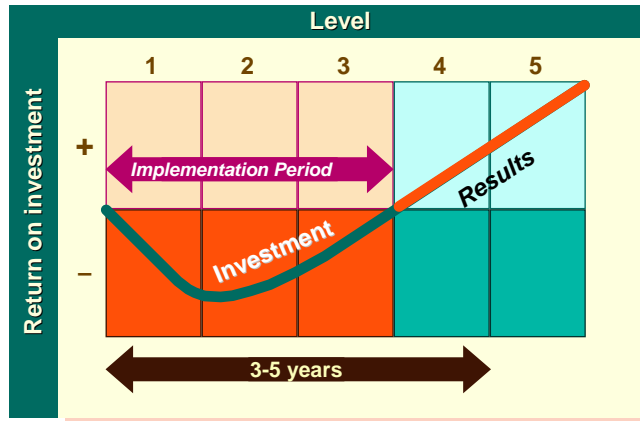 Level
1 2 3 4 5
Return on investment
+
Implementation Period
Results
Investment
–
3-5 years